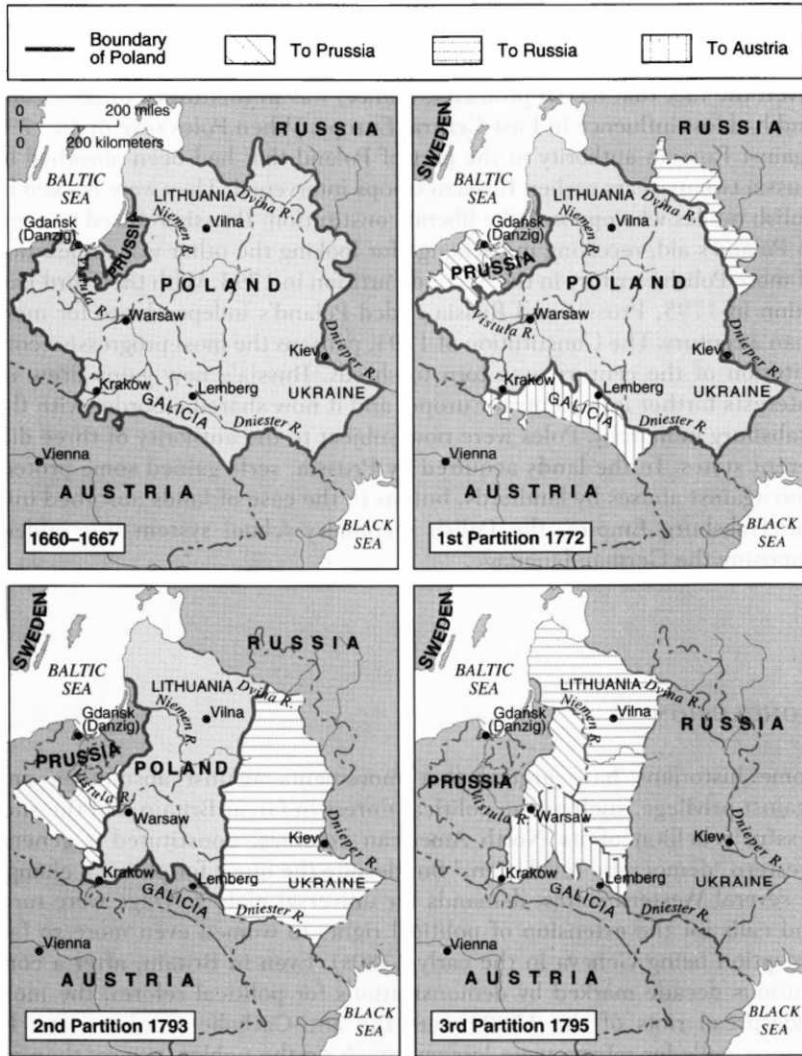 Boundary
of Poland
To Prussia
To Russia
To Austria
0 200 miles
0 200 kilometers
RUSSIA
BALTIC
SEA
LITHUANIA
Dvina R.
Niemen R.
Vilna
Gdańsk
(Danzig)
PRUSSIA
Vistula R.
POLAND
Warsaw
Dnieper R.
Kiev
Kraków
Lemberg
UKRAINE
GALICIA
Dniester R.
Vienna
AUSTRIA
BLACK
SEA
1660–1667
SWEDEN
RUSSIA
BALTIC
SEA
LITHUANIA
Dvina R.
Niemen R.
Vilna
Gdańsk
(Danzig)
PRUSSIA
POLAND
Warsaw
Vistula R.
Dnieper R.
Kiev
Kraków
Lemberg
UKRAINE
GALICIA
Dniester R.
Vienna
AUSTRIA
BLACK
SEA
1st Partition 1772
SWEDEN
RUSSIA
BALTIC
SEA
LITHUANIA
Dvina R.
Niemen R.
Vilna
Gdańsk
(Danzig)
PRUSSIA
POLAND
Vistula R.
Warsaw
Dnieper R.
Kiev
Kraków
Lemberg
UKRAINE
GALICIA
Dniester R.
Vienna
AUSTRIA
BLACK
SEA
2nd Partition 1793
SWEDEN
BALTIC
SEA
LITHUANIA
Dvina R.
RUSSIA
Niemen R.
Vilna
Gdańsk
(Danzig)
PRUSSIA
Vistula R.
Warsaw
Dnieper R.
Kiev
Kraków
Lemberg
UKRAINE
GALICIA
Dniester R.
Vienna
AUSTRIA
BLACK
SEA
3rd Partition 1795